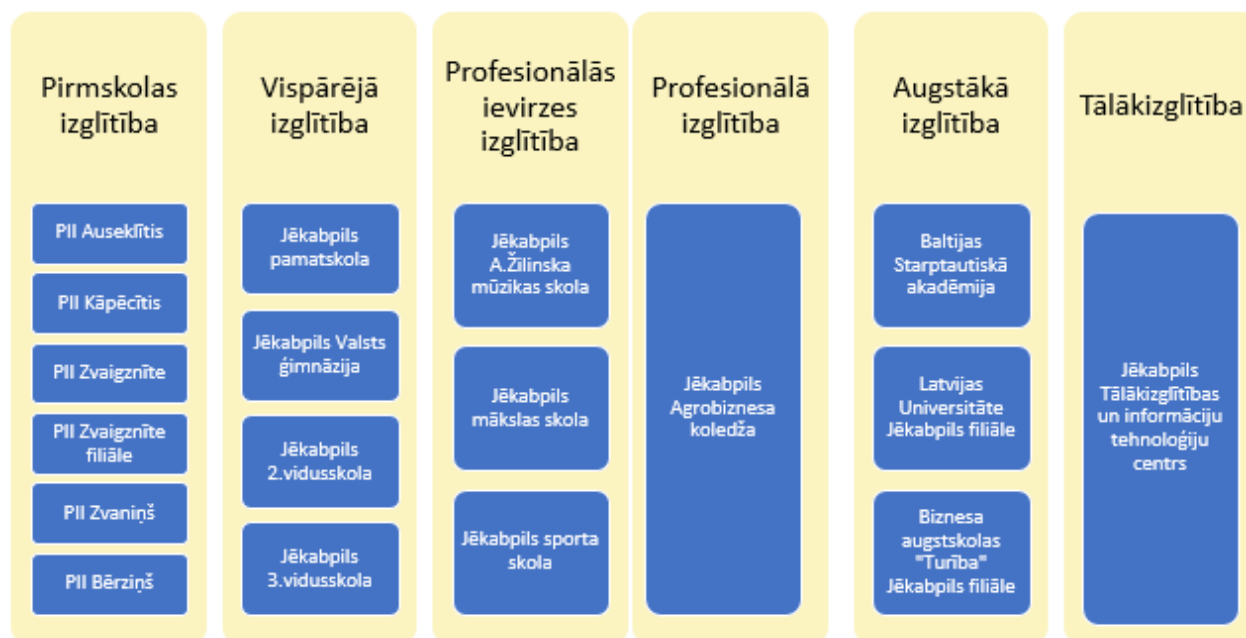 Pirmskolas
izglītība
PII Auseklītis
PII Kāpēcītis
PII Zvaigznīte
PII Zvaigznīte
filiāle
PII Zvaniņš
PII Bērziņš
Vispārējā
izglītība
Jēkabpils
pamatskola
Jēkabpils Valsts
ģimnāzija
Jēkabpils
2.vidusskola
Jēkabpils
3.vidusskola
Profesionālās
ievirzes
izglītība
Jēkabpils
A.Žilinska
mūzikas skola
Jēkabpils
mākslas skola
Jēkabpils sporta
skola
Profesionālā
izglītība
Jēkabpils
Agrobiznesa
koledža
Augstākā
izglītība
Baltijas
Starptautiskā
akadēmija
Latvijas
Universitāte
Jēkabpils filiāle
Biznesa
augstskolas
"Turība"
Jēkabpils filiāle
Tālākizglītība
Jēkabpils
Tālākizglītības
un informāciju
tehnoloģiju
centrs